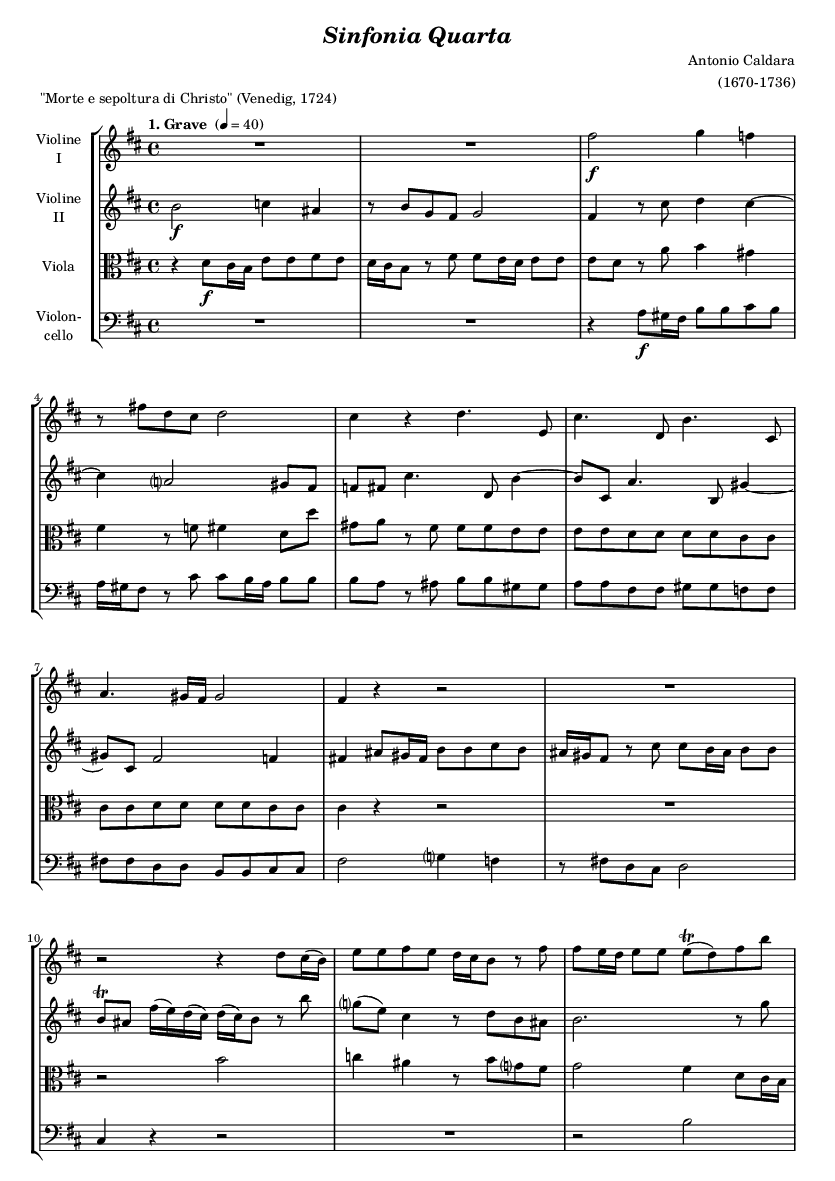 Sinfonia Quarta
Antonio Caldara
(1670-1736)
"Morte e sepoltura di Christo" (Venedig, 1724)
1. Grave (♩ = 40)
Violine
I
f
Violine
II
f
Viola
f
Violon-
cello
f
4
7
10
tr
tr